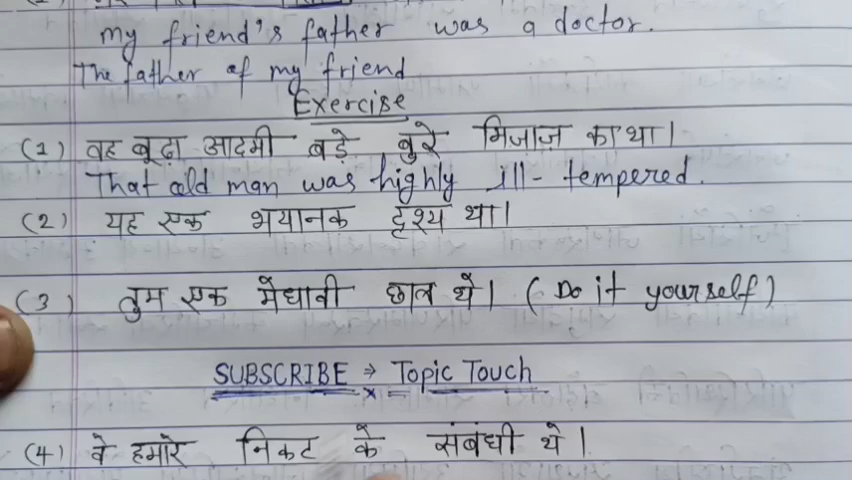 my friend's father was a doctor.
The father of my friend
Exercise
(1) वह बूढ़ा आदमी बड़े बुरे मिजाज़ का था।
That old man was highly ill-tempered.
(2) यह एक भयानक दृश्य था।
(3) तुम एक मेधावी छात्र थे। (Do it yourself)
SUBSCRIBE → Topic Touch
(4) वे हमारे निकट के संबंधी थे।